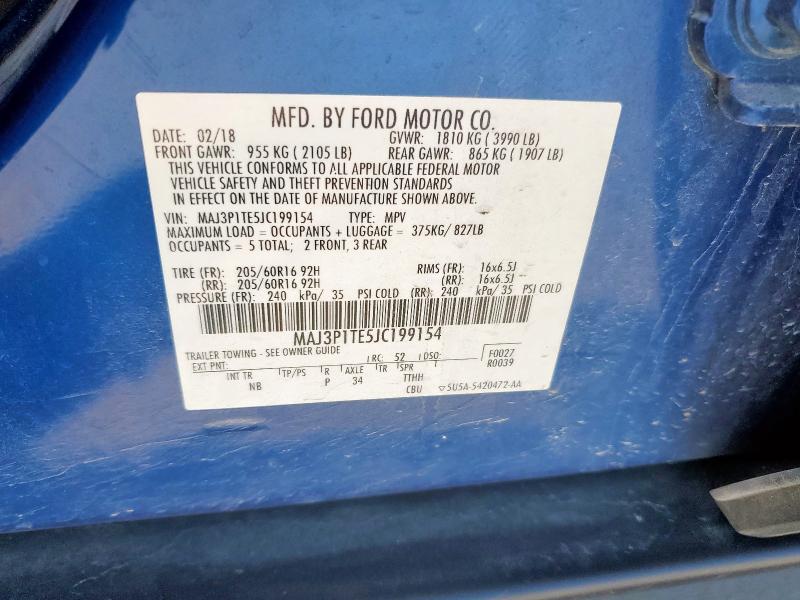 MFD. BY FORD MOTOR CO.
DATE: 02/18 GVWR: 1810 KG ( 3990 LB)
FRONT GAWR: 955 KG ( 2105 LB) REAR GAWR: 865 KG ( 1907 LB)
THIS VEHICLE CONFORMS TO ALL APPLICABLE FEDERAL MOTOR
VEHICLE SAFETY AND THEFT PREVENTION STANDARDS
IN EFFECT ON THE DATE OF MANUFACTURE SHOWN ABOVE.
VIN: MAJ3P1TE5JC199154 TYPE: MPV
MAXIMUM LOAD = OCCUPANTS + LUGGAGE = 375KG/ 827LB
OCCUPANTS = 5 TOTAL; 2 FRONT, 3 REAR
TIRE (FR): 205/60R16 92H RIMS (FR): 16x6.5J
(RR): 205/60R16 92H (RR): 16x6.5J
PRESSURE (FR): 240 kPa/ 35 PSI COLD (RR): 240 kPa/ 35 PSI COLD
MAJ3P1TE5JC199154
TRAILER TOWING - SEE OWNER GUIDE
EXT PNT: RC: 52 DSO: F0027
R0039
INT TR TP/PS R AXLE TR SPR
NB P 34 TTHH
CBU ▽5U5A-5420472-AA